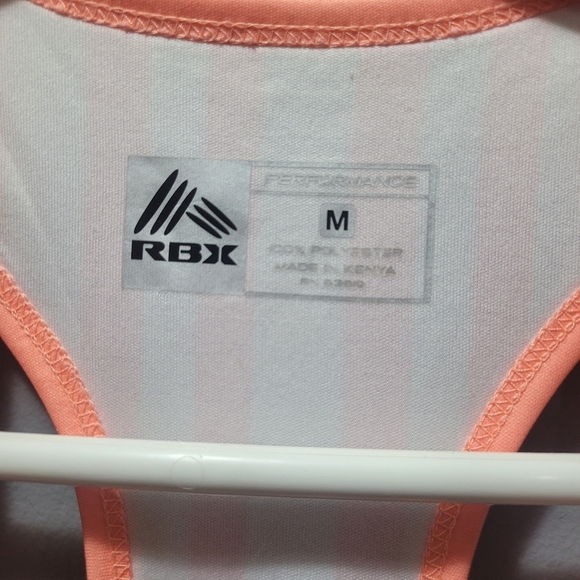 RBX
PERFORMANCE
M
100% POLYESTER
MADE IN KENYA